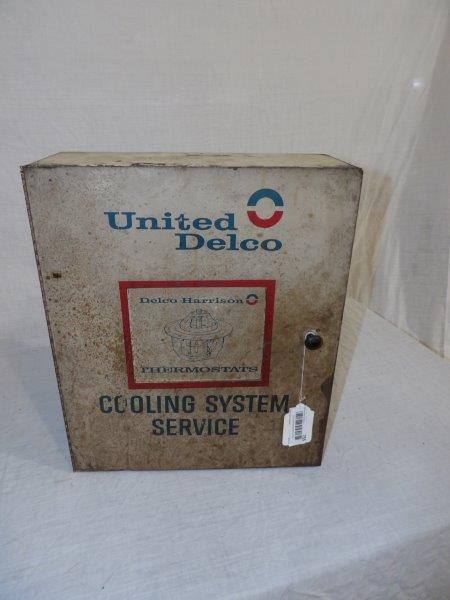 United
Delco
Delco Harrison
THERMOSTATS
COOLING SYSTEM
SERVICE